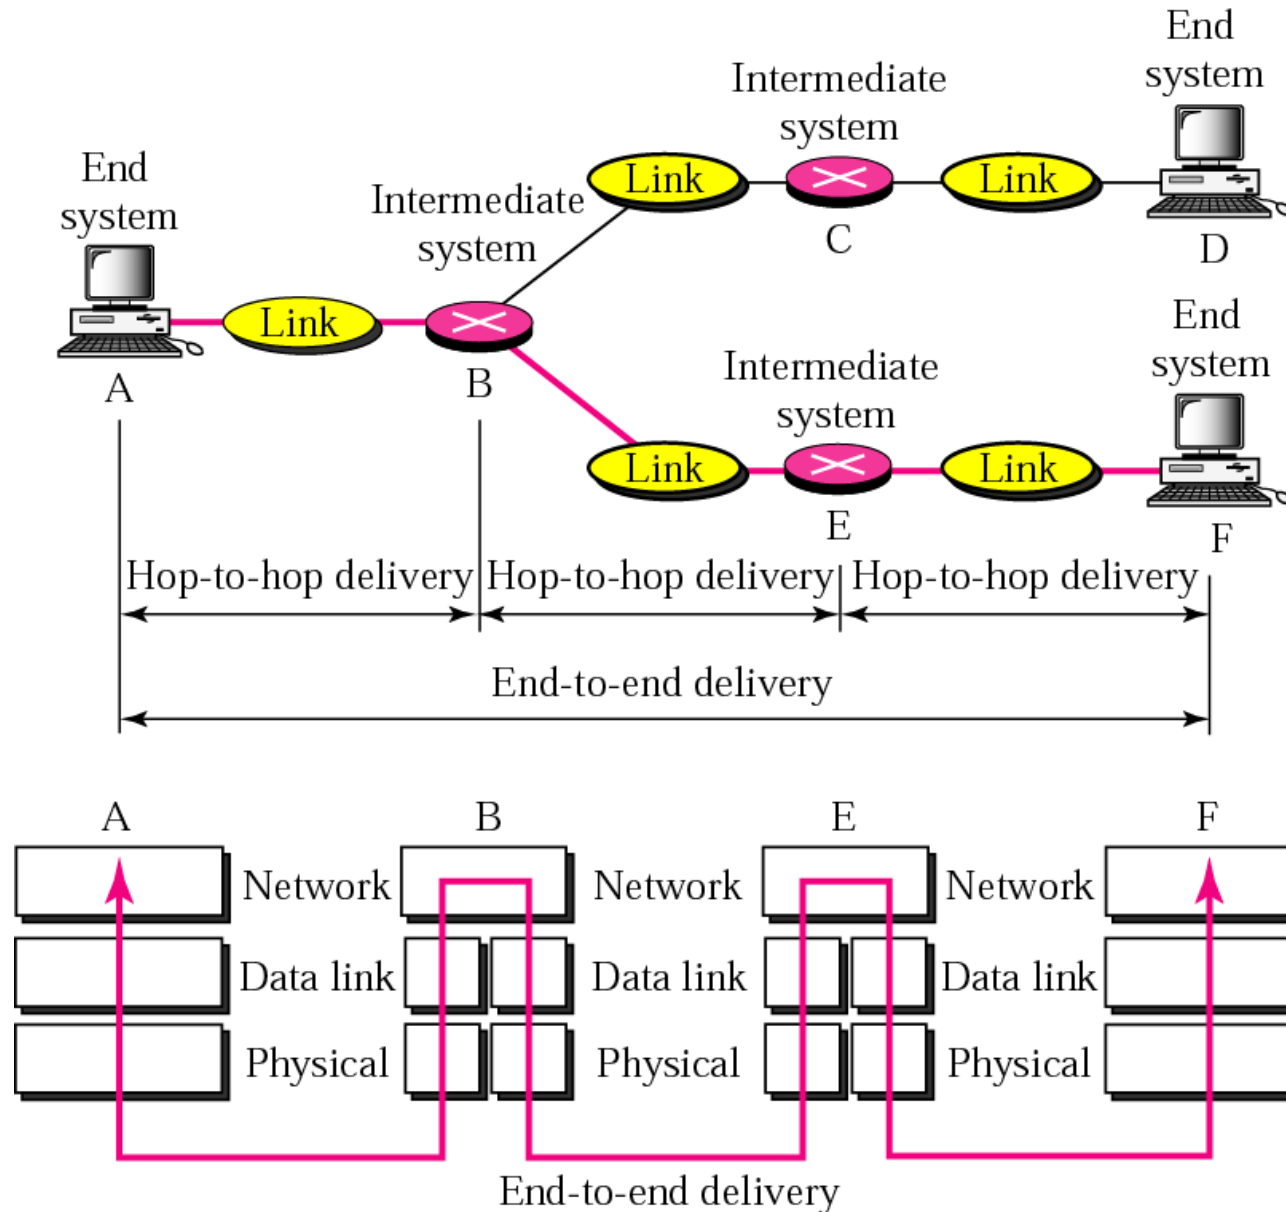 End
system
Intermediate
system
Link
Link
C
D
End
system
Intermediate
system
Link
A
B
End
system
Intermediate
system
Link
Link
E
F
Hop-to-hop delivery
Hop-to-hop delivery
Hop-to-hop delivery
End-to-end delivery
A
B
E
F
Network
Network
Network
Data link
Data link
Data link
Physical
Physical
Physical
End-to-end delivery